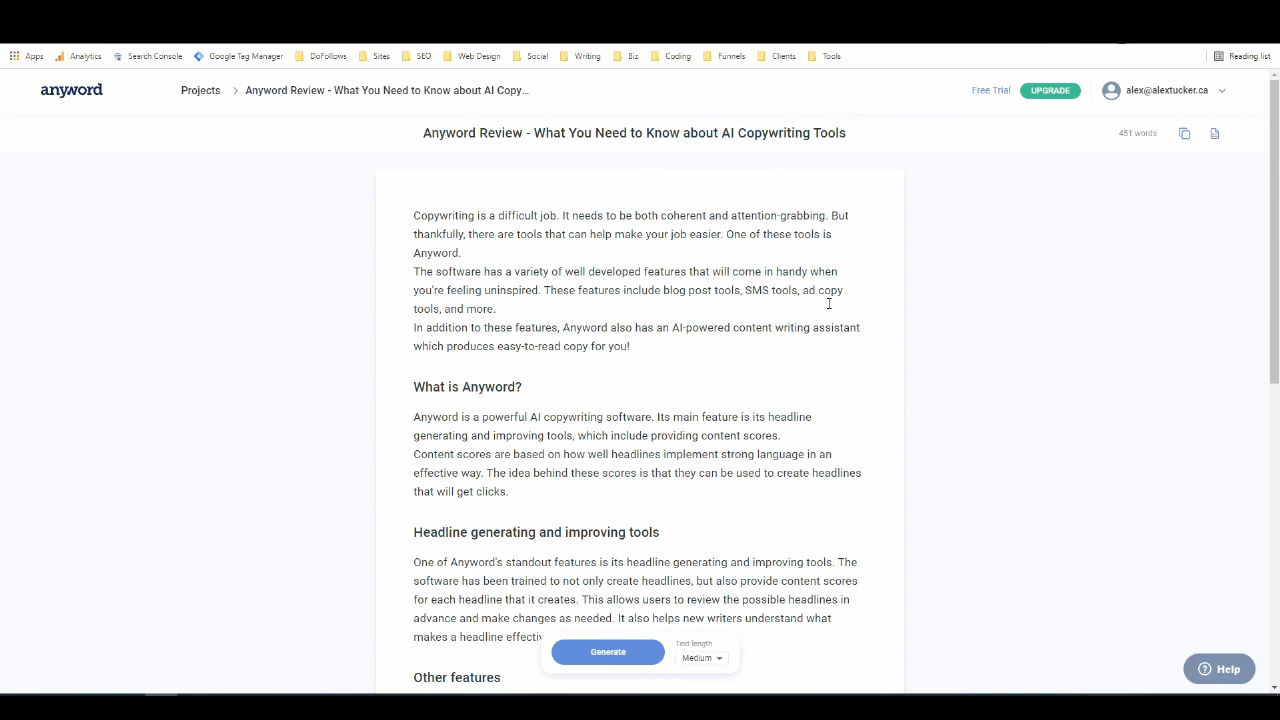 Apps Analytics Search Console Google Tag Manager DoFollows Sites SEO Web Design Social Writing Biz Coding Funnels Clients Tools Reading list
anyword Projects > Anyword Review - What You Need to Know about AI Copy... Free Trial UPGRADE alex@alextucker.ca
Anyword Review - What You Need to Know about AI Copywriting Tools 451 words
Copywriting is a difficult job. It needs to be both coherent and attention-grabbing. But
thankfully, there are tools that can help make your job easier. One of these tools is
Anyword.
The software has a variety of well developed features that will come in handy when
you're feeling uninspired. These features include blog post tools, SMS tools, ad copy
tools, and more.
In addition to these features, Anyword also has an AI-powered content writing assistant
which produces easy-to-read copy for you!
What is Anyword?
Anyword is a powerful AI copywriting software. Its main feature is its headline
generating and improving tools, which include providing content scores.
Content scores are based on how well headlines implement strong language in an
effective way. The idea behind these scores is that they can be used to create headlines
that will get clicks.
Headline generating and improving tools
One of Anyword's standout features is its headline generating and improving tools. The
software has been trained to not only create headlines, but also provide content scores
for each headline that it creates. This allows users to review the possible headlines in
advance and make changes as needed. It also helps new writers understand what
makes a headline effectiv
Generate
Text length
Medium
Other features
Help